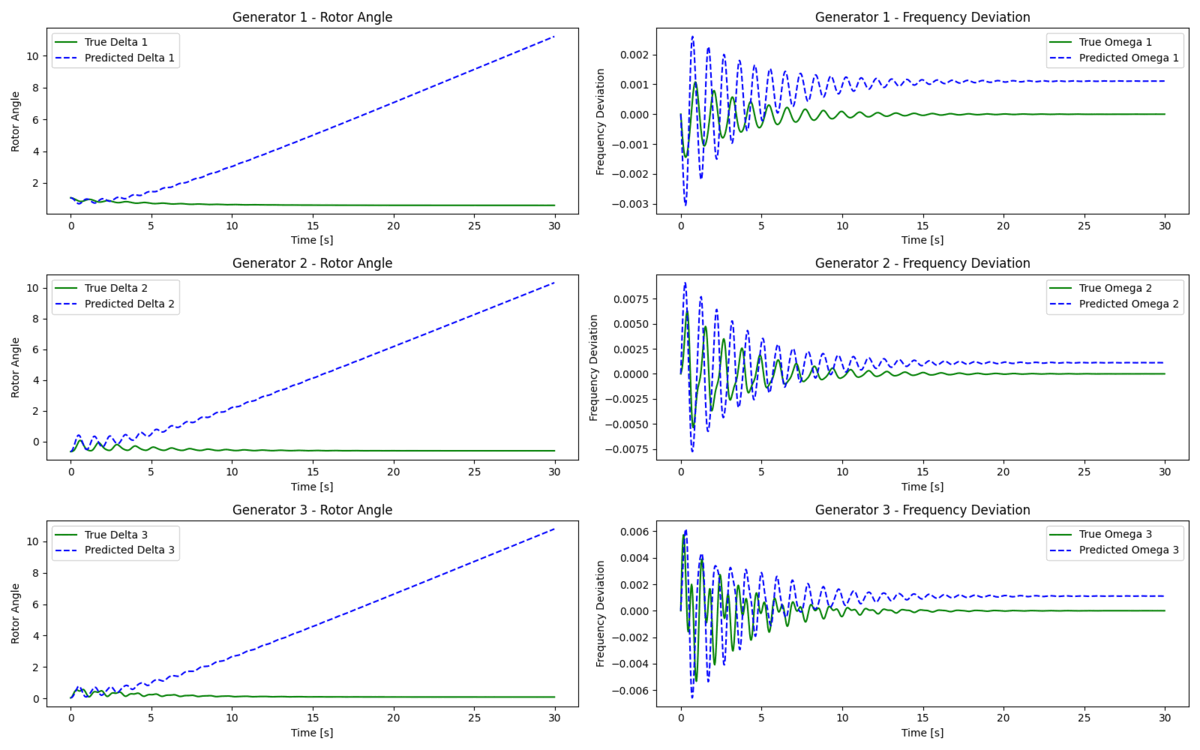 Generator 1 - Rotor Angle
True Delta 1
Predicted Delta 1
Rotor Angle
10
8
6
4
2
0 5 10 15 20 25 30
Time [s]
Generator 1 - Frequency Deviation
True Omega 1
Predicted Omega 1
Frequency Deviation
0.002
0.001
0.000
−0.001
−0.002
−0.003
0 5 10 15 20 25 30
Time [s]
Generator 2 - Rotor Angle
True Delta 2
Predicted Delta 2
Rotor Angle
10
8
6
4
2
0
0 5 10 15 20 25 30
Time [s]
Generator 2 - Frequency Deviation
True Omega 2
Predicted Omega 2
Frequency Deviation
0.0075
0.0050
0.0025
0.0000
−0.0025
−0.0050
−0.0075
0 5 10 15 20 25 30
Time [s]
Generator 3 - Rotor Angle
True Delta 3
Predicted Delta 3
Rotor Angle
10
8
6
4
2
0
0 5 10 15 20 25 30
Time [s]
Generator 3 - Frequency Deviation
True Omega 3
Predicted Omega 3
Frequency Deviation
0.006
0.004
0.002
0.000
−0.002
−0.004
−0.006
0 5 10 15 20 25 30
Time [s]